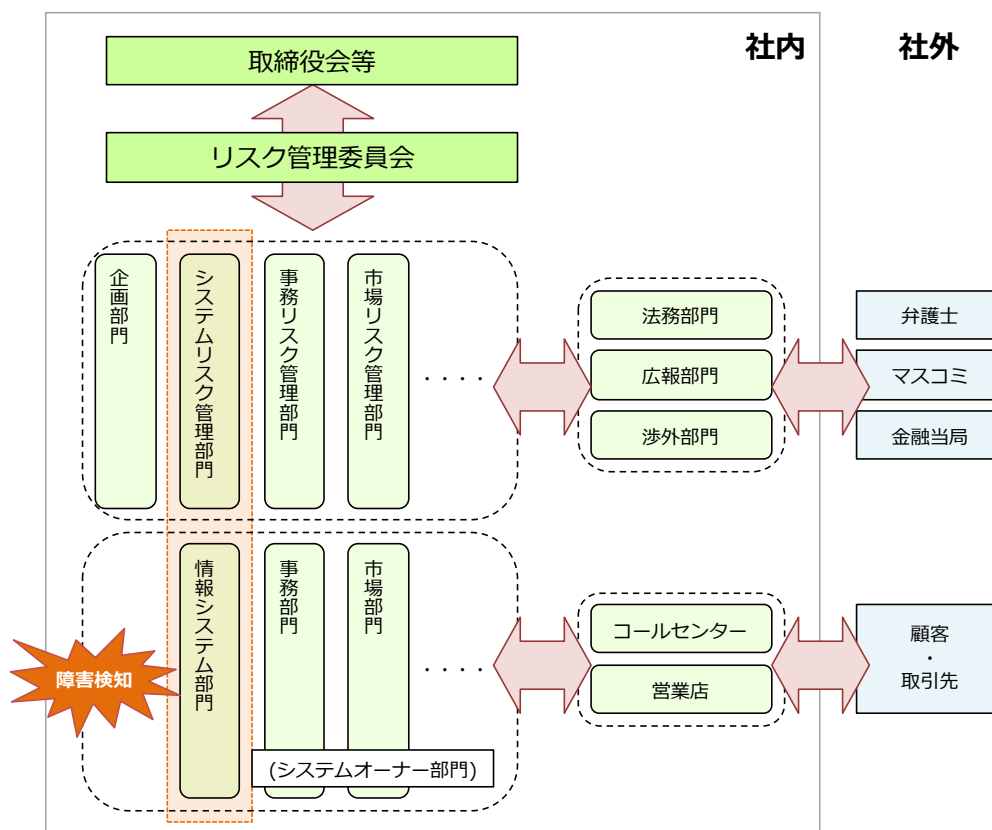 社内
社外
取締役会等
リスク管理委員会
企画部門
システムリスク管理部門
事務リスク管理部門
市場リスク管理部門
・・・・
法務部門
広報部門
渉外部門
弁護士
マスコミ
金融当局
障害検知
情報システム部門
事務部門
市場部門
・・・・
(システムオーナー部門)
コールセンター
営業店
顧客
・
取引先